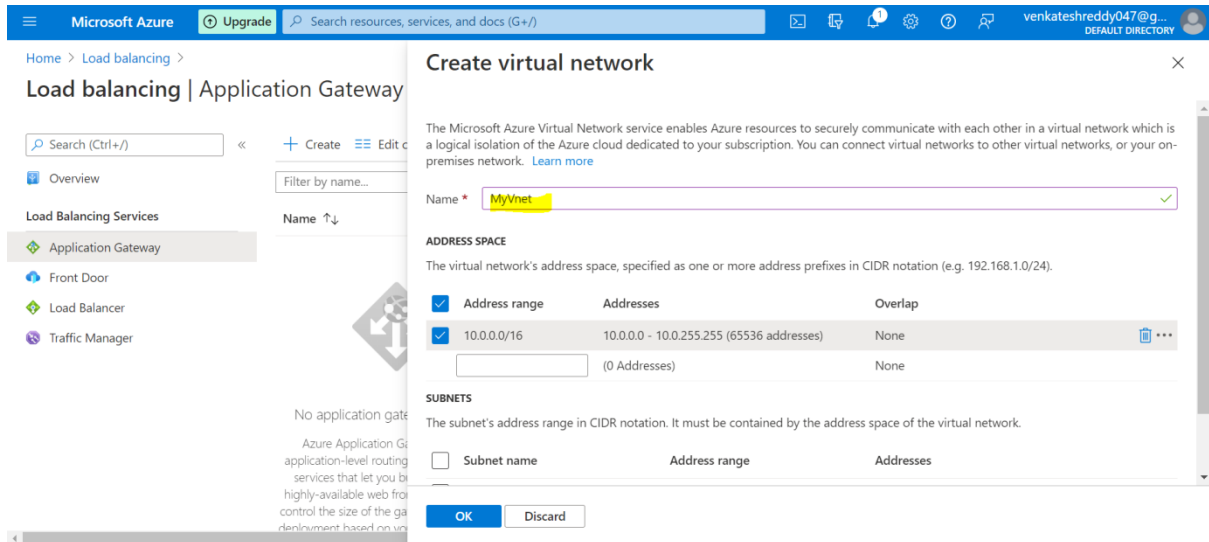 Microsoft Azure
Upgrade
Search resources, services, and docs (G+/)
1
venkateshreddy047@g...
DEFAULT DIRECTORY
Home > Load balancing >
Load balancing | Application Gateway
Search (Ctrl+/)
«
Overview
Load Balancing Services
Application Gateway
Front Door
Load Balancer
Traffic Manager
+ Create
Edit c
Filter by name...
Name ↑↓
No application gate
Azure Application Ga
application-level routing
services that let you bu
highly-available web fro
control the size of the ga
deployment based on yo
Create virtual network
The Microsoft Azure Virtual Network service enables Azure resources to securely communicate with each other in a virtual network which is
a logical isolation of the Azure cloud dedicated to your subscription. You can connect virtual networks to other virtual networks, or your on-
premises network. Learn more
Name * MyVnet
ADDRESS SPACE
The virtual network's address space, specified as one or more address prefixes in CIDR notation (e.g. 192.168.1.0/24).
Address range Addresses Overlap
10.0.0.0/16 10.0.0.0 - 10.0.255.255 (65536 addresses) None
(0 Addresses) None
SUBNETS
The subnet's address range in CIDR notation. It must be contained by the address space of the virtual network.
Subnet name Address range Addresses
OK Discard